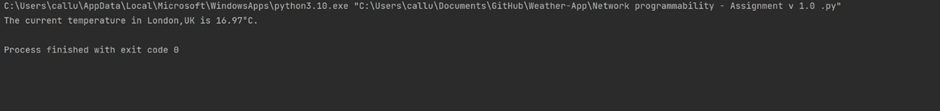 C:\Users\callu\AppData\Local\Microsoft\WindowsApps\python3.10.exe "C:\Users\callu\Documents\GitHub\Weather-App\Network programmability - Assignment v 1.0 .py"
The current temperature in London,UK is 16.97°C.
Process finished with exit code 0